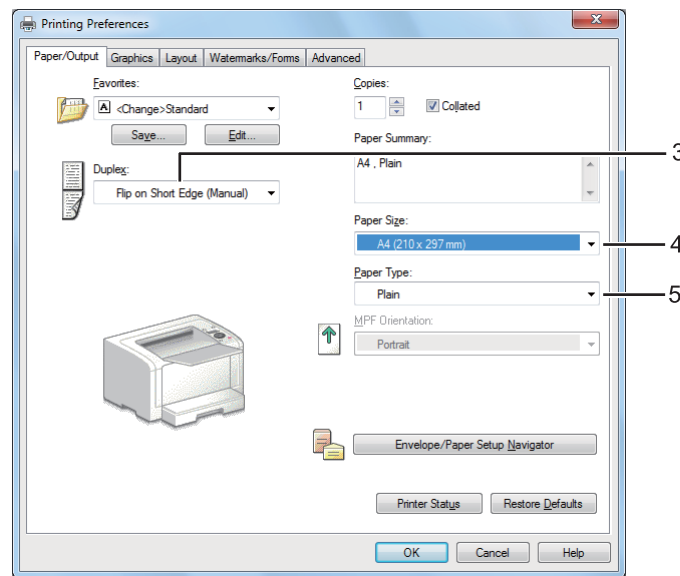 Printing Preferences
Paper/Output Graphics Layout Watermarks/Forms Advanced
Favorites:
A <Change>Standard
Save... Edit...
Duplex:
Flip on Short Edge (Manual)
Copies:
1 Collated
Paper Summary:
A4 , Plain
3
Paper Size:
A4 (210 x 297 mm)
4
Paper Type:
Plain
5
MPF Orientation:
Portrait
Envelope/Paper Setup Navigator
Printer Status Restore Defaults
OK Cancel Help